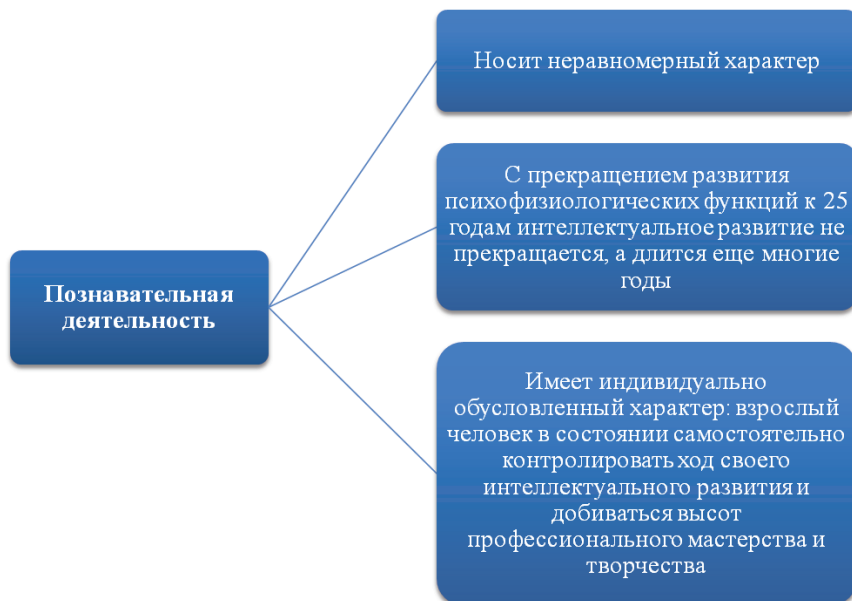 Познавательная
деятельность
Носит неравномерный характер
С прекращением развития
психофизиологических функций к 25
годам интеллектуальное развитие не
прекращается, а длится еще многие
годы
Имеет индивидуально
обусловленный характер: взрослый
человек в состоянии самостоятельно
контролировать ход своего
интеллектуального развития и
добиваться высот
профессионального мастерства и
творчества